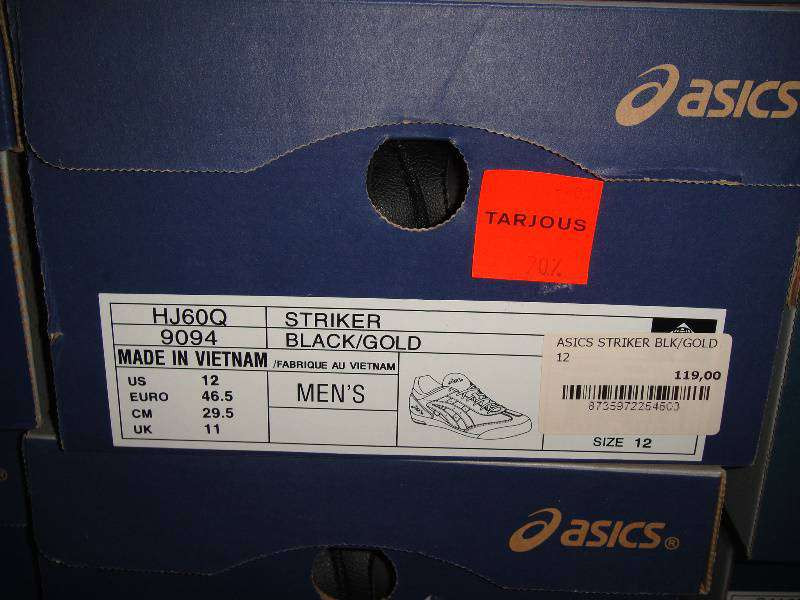 asics
TARJOUS
70%
HJ60Q
STRIKER
9094
BLACK/GOLD
MADE IN VIETNAM /FABRIQUE AU VIETNAM
US 12
EURO 46.5
CM 29.5
UK 11
MEN'S
ASICS STRIKER BLK/GOLD
12
119,00
SIZE 12
asics®